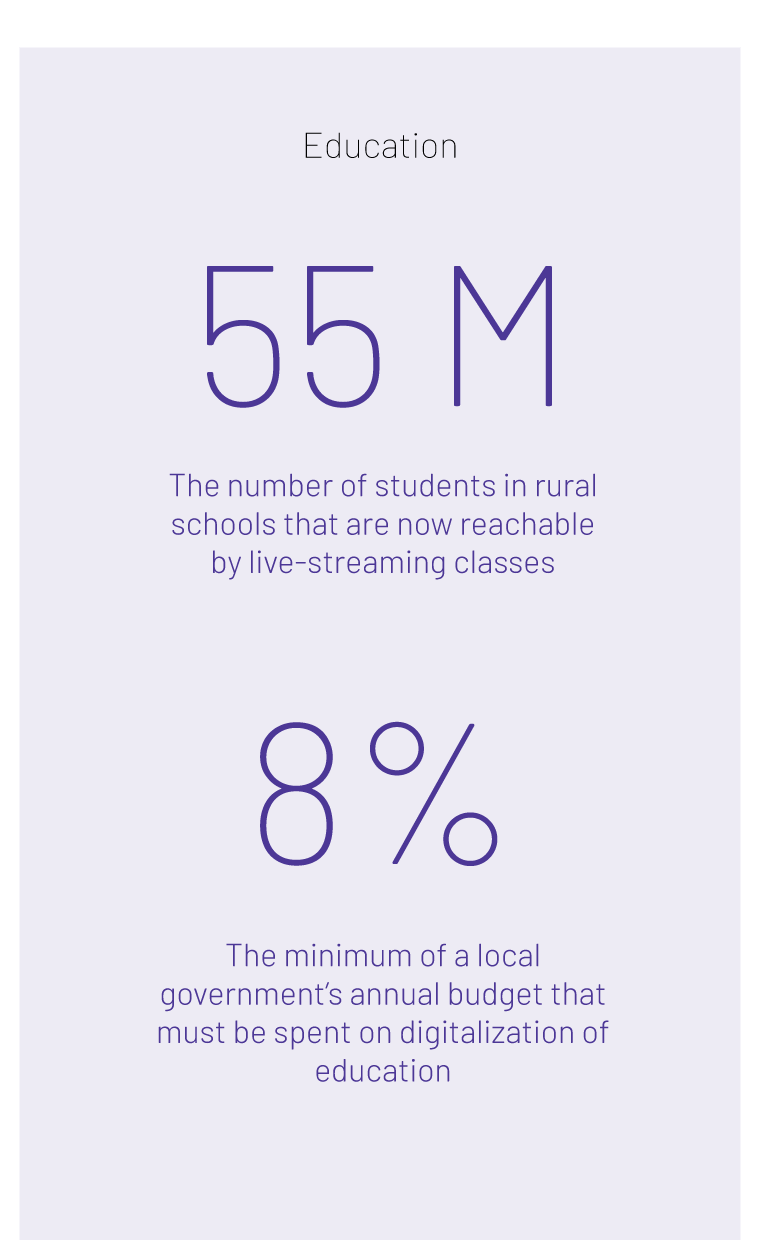 Education
55 M
The number of students in rural
schools that are now reachable
by live-streaming classes
8%
The minimum of a local
government’s annual budget that
must be spent on digitalization of
education